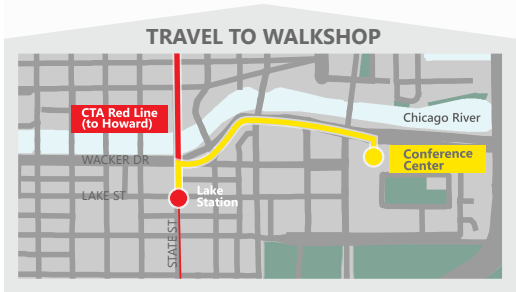 TRAVEL TO WALKSHOP
CTA Red Line
(to Howard)
Chicago River
WACKER DR
Conference
Center
LAKE ST
Lake
Station
STATE ST